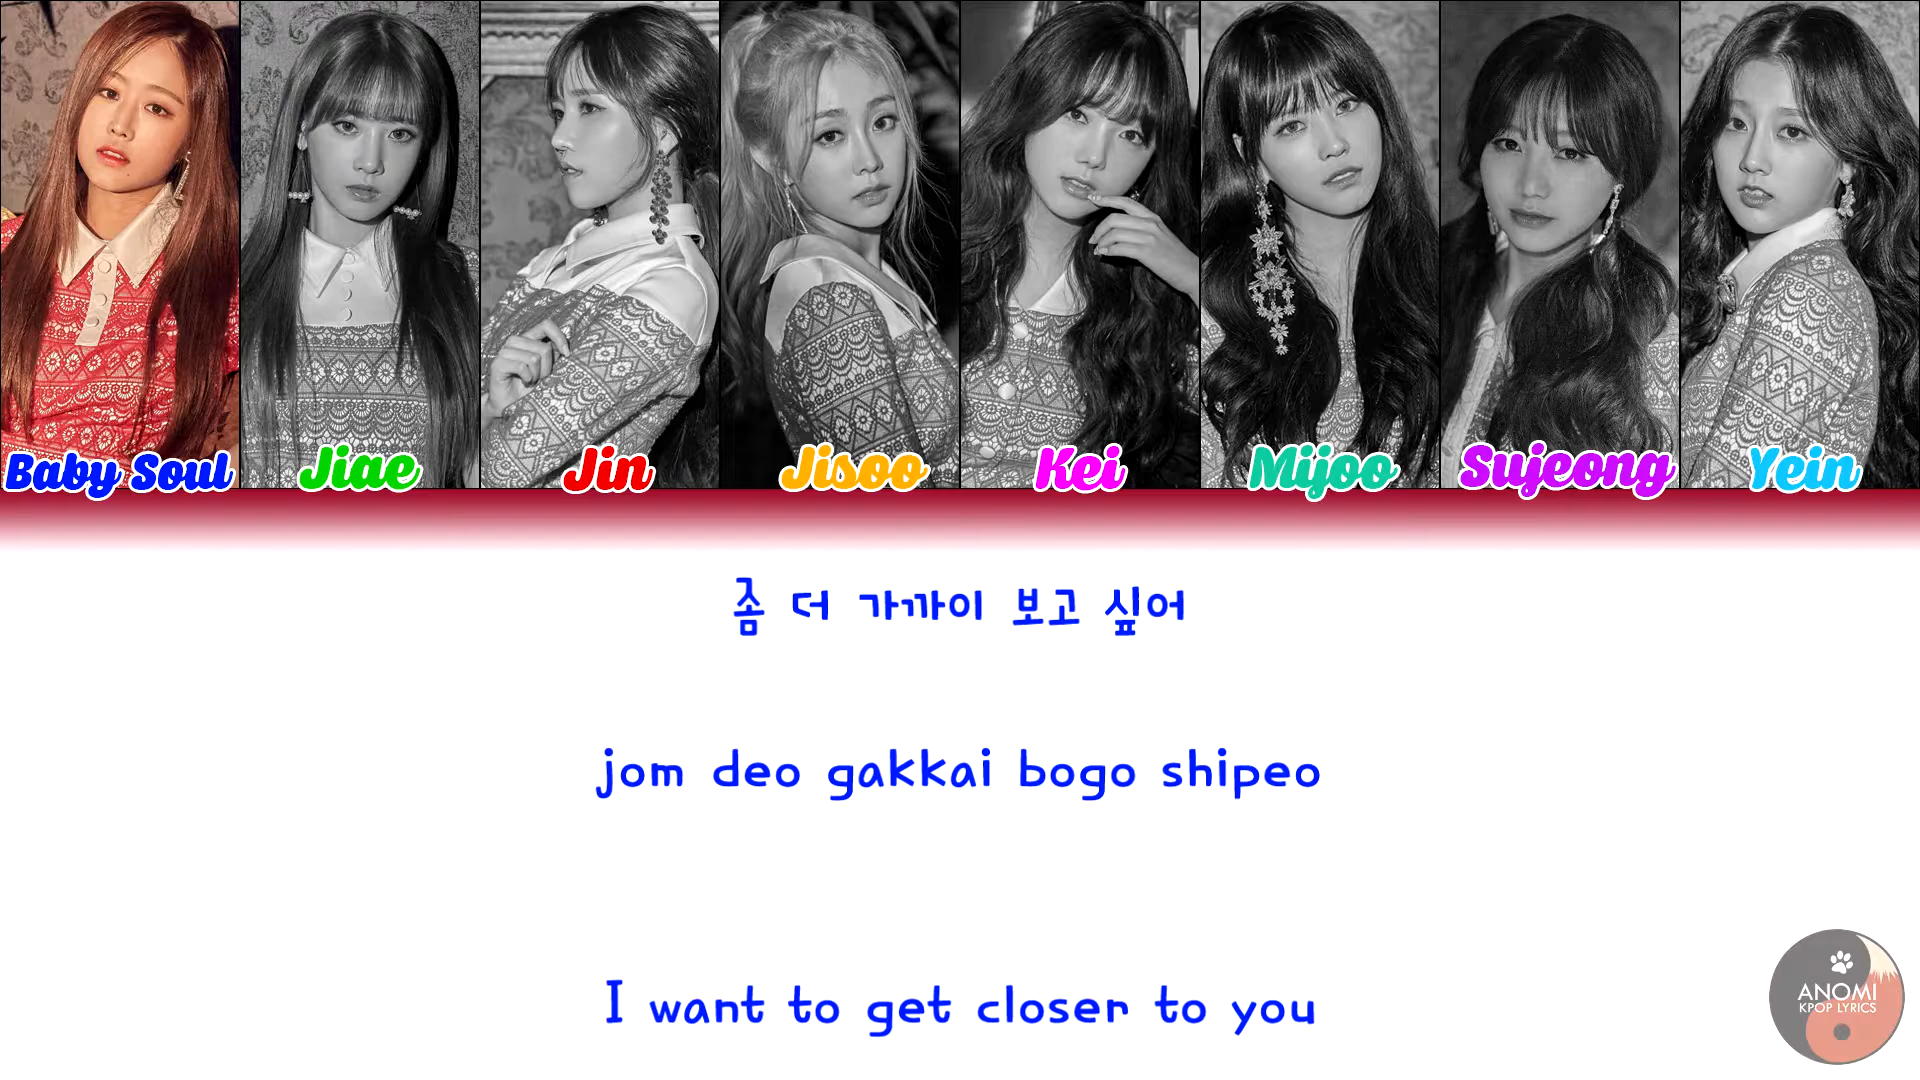 Baby Soul Jiae Jin Jisoo Kei Mijoo Sujeong Yein
좀 더 가까이 보고 싶어
jom deo gakkai bogo shipeo
I want to get closer to you
ANOMI
KPOP LYRICS